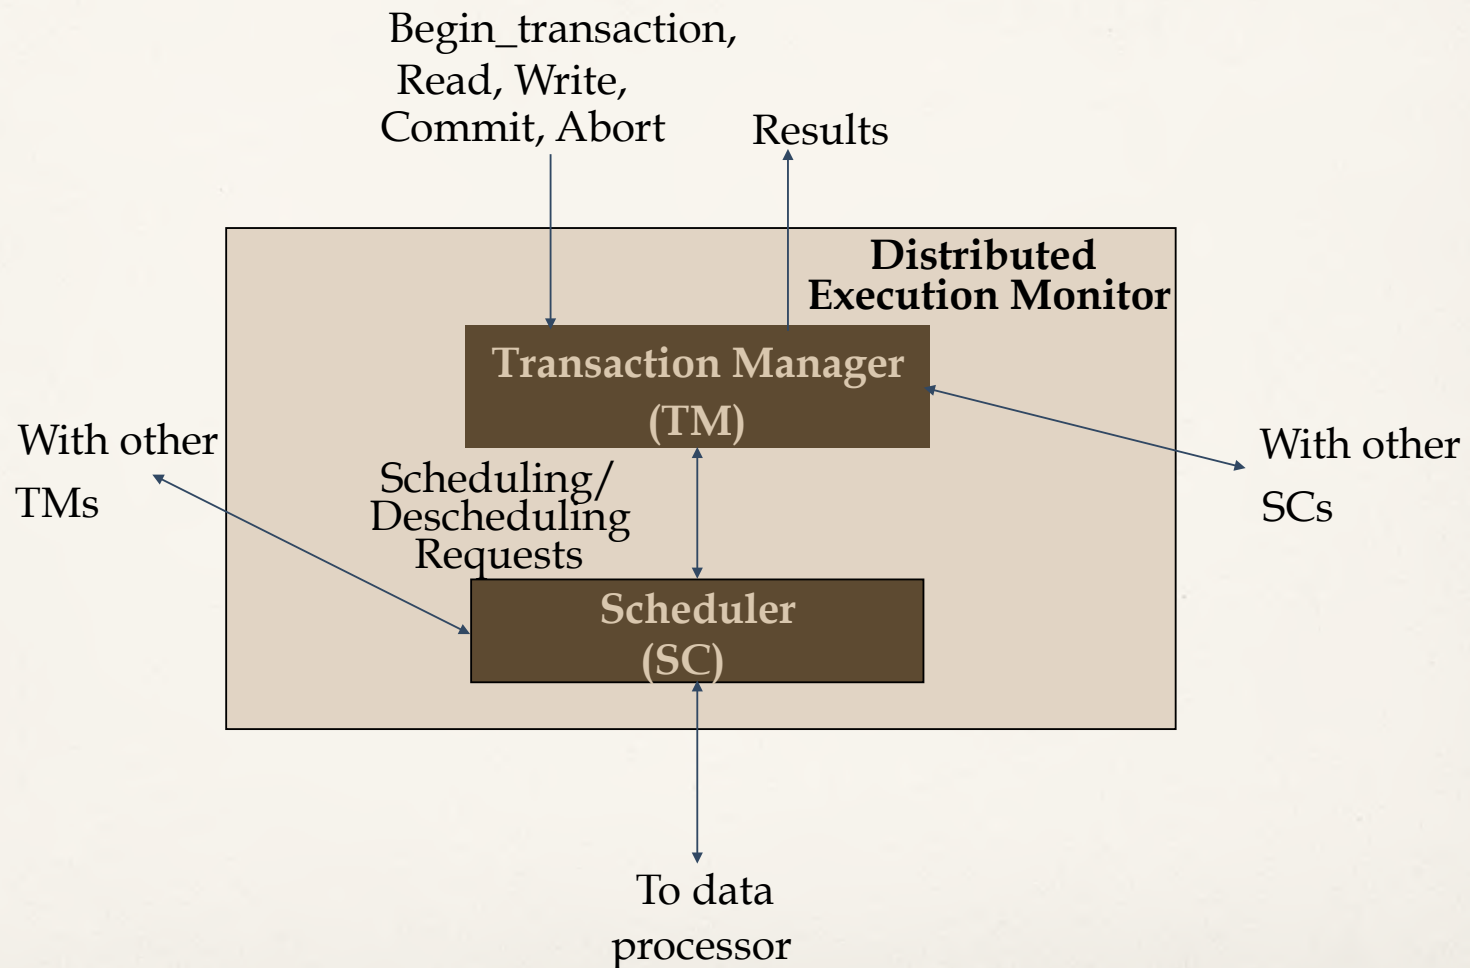 Begin_transaction,
Read, Write,
Commit, Abort
Results
Distributed
Execution Monitor
Transaction Manager
(TM)
With other
TMs
With other
SCs
Scheduling/
Descheduling
Requests
Scheduler
(SC)
To data
processor